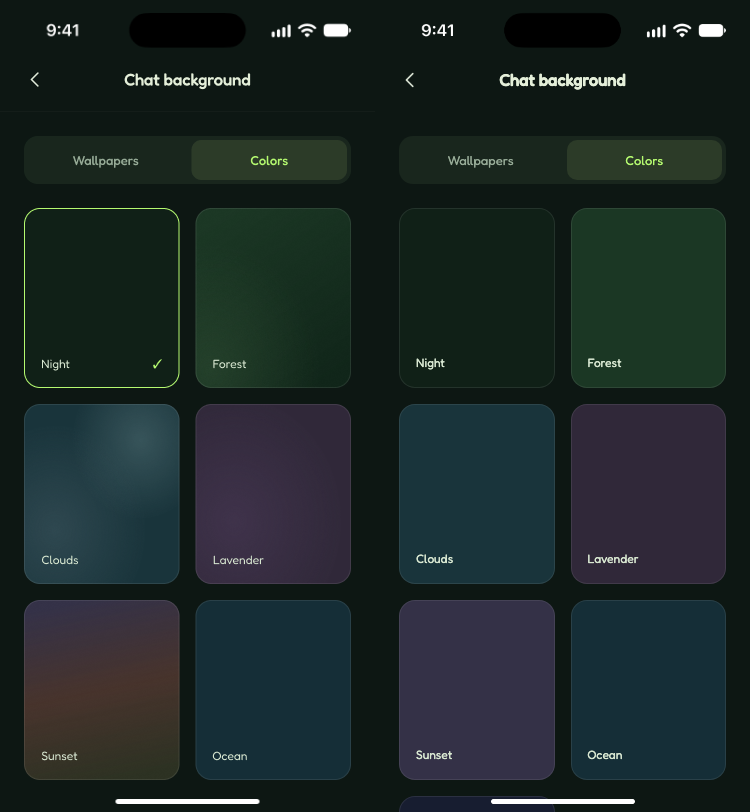 9:41
Chat background
Wallpapers Colors
Night ✓ Forest
Clouds Lavender
Sunset Ocean
9:41
Chat background
Wallpapers Colors
Night Forest
Clouds Lavender
Sunset Ocean